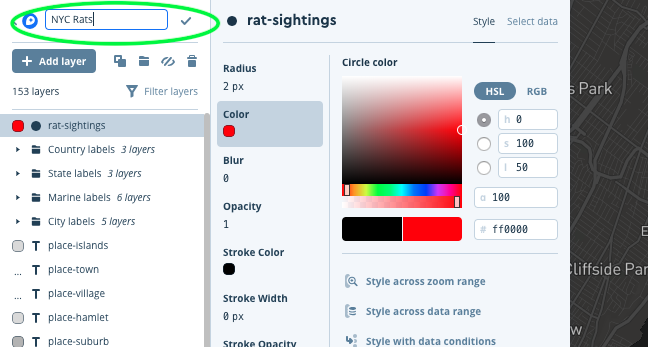 NYC Rats
Add layer
153 layers
Filter layers
rat-sightings
Country labels 3 layers
State labels 3 layers
Marine labels 6 layers
City labels 5 layers
place-islands
place-town
place-village
place-hamlet
place-suburb
rat-sightings
Style
Select data
Radius
2 px
Color
Blur
0
Opacity
1
Stroke Color
Stroke Width
0 px
Stroke Opacity
Circle color
HSL
RGB
h 0
s 100
l 50
a 100
# ff0000
Style across zoom range
Style across data range
Style with data conditions
s Park
E
Cliffside Par
w